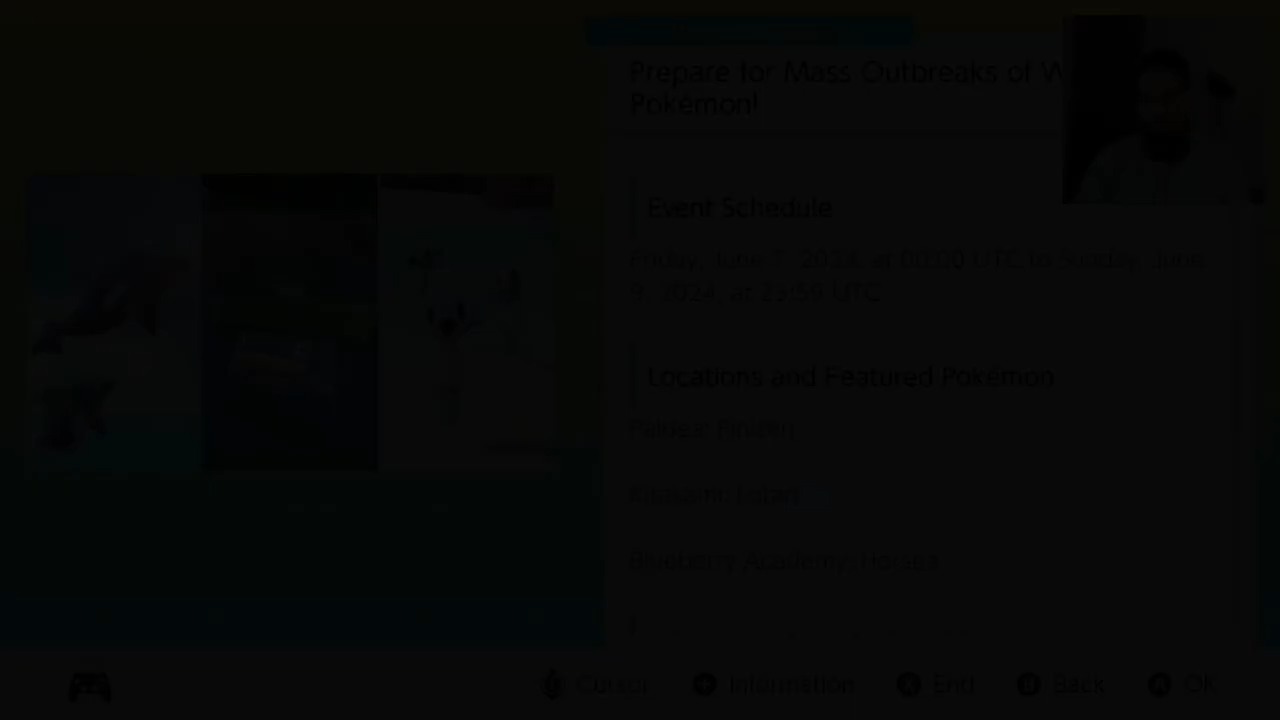 Prepare for Mass Outbreaks of W
Pokémon!
Event Schedule
Friday, June 7, 2024, at 00:00 UTC to Sunday, June
9, 2024, at 23:59 UTC
Locations and Featured Pokémon
Paldea: Finizen
Kitakami: Lotad
Blueberry Academy: Horsea
Cursor + Information X End B Back A OK